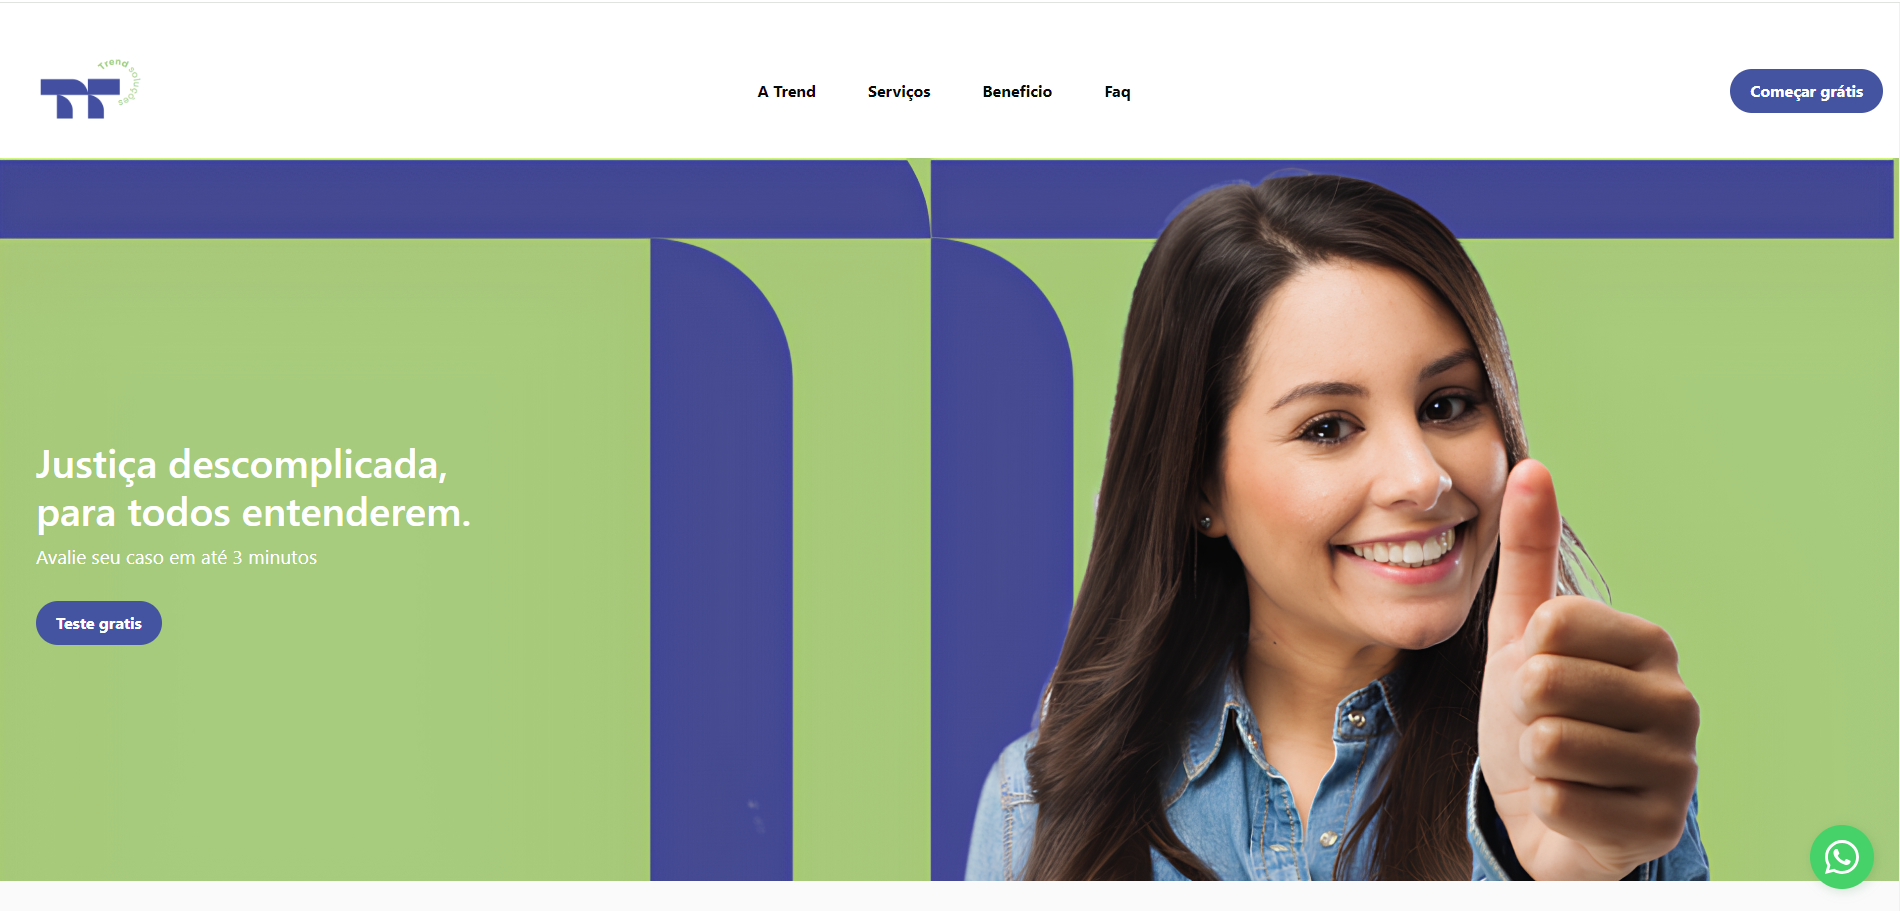 Trend soluções
A Trend
Serviços
Beneficio
Faq
Começar grátis
Justiça descomplicada,
para todos entenderem.
Avalie seu caso em até 3 minutos
Teste gratis